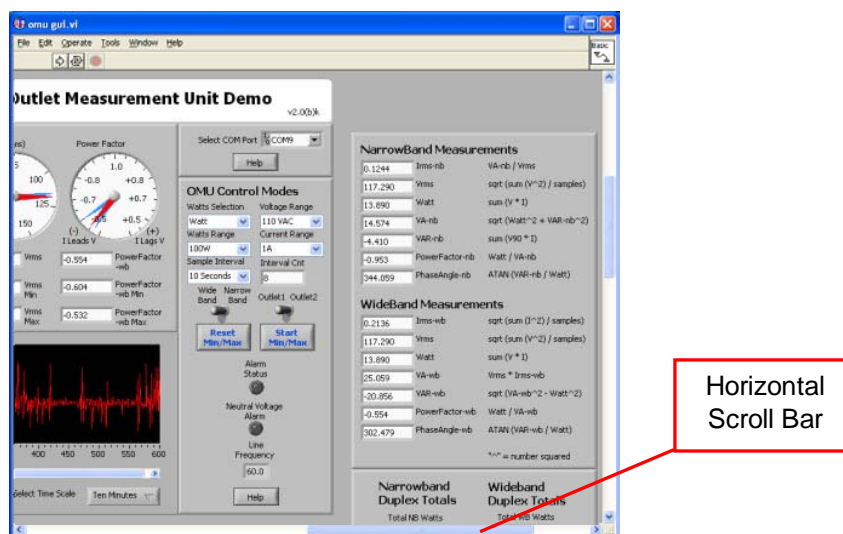 omu gui.vi
File Edit Operate Tools Window Help
Basic
Outlet Measurement Unit Demo
v2.0(b)k
Power Factor
100
125
150
1.0
-0.8 +0.8
-0.7 +0.7
+0.5
(-) (+)
I Leads V I Lags V
Vrms -0.554 PowerFactor -wb
Vrms Min -0.604 PowerFactor -wb Min
Vrms Max -0.532 PowerFactor -wb Max
400 450 500 550 600
Select Time Scale Ten Minutes
Select COM Port COM9
Help
OMU Control Modes
Watts Selection Voltage Range
Watt 110 VAC
Watts Range Current Range
100W 1A
Sample Interval Interval Cnt
10 Seconds 8
Wide Band Narrow Band Outlet1 Outlet2
Reset Min/Max
Start Min/Max
Alarm
Status
Neutral Voltage
Alarm
Line
Frequency
60.0
Help
NarrowBand Measurements
0.1244 Irms-nb VA-nb / Vrms
117.290 Vrms sqrt (sum (V^2) / samples)
13.890 Watt sum (V * I)
14.574 VA-nb sqrt (Watt^2 + VAR-nb^2)
-4.410 VAR-nb sum (V90 * I)
-0.953 PowerFactor-nb Watt / VA-nb
344.059 PhaseAngle-nb ATAN (VAR-nb / Watt)
WideBand Measurements
0.2136 Irms-wb sqrt (sum (I^2) / samples)
117.290 Vrms sqrt (sum (V^2) / samples)
13.890 Watt sum (V * I)
25.059 VA-wb Vrms * Irms-wb
-20.856 VAR-wb sqrt (VA-wb^2 - Watt^2)
-0.554 PowerFactor-wb Watt / VA-wb
302.479 PhaseAngle-wb ATAN (VAR-wb / Watt)
"^" = number squared
Narrowband Wideband
Duplex Totals Duplex Totals
Total NB Watts Total WB Watts
Horizontal
Scroll Bar